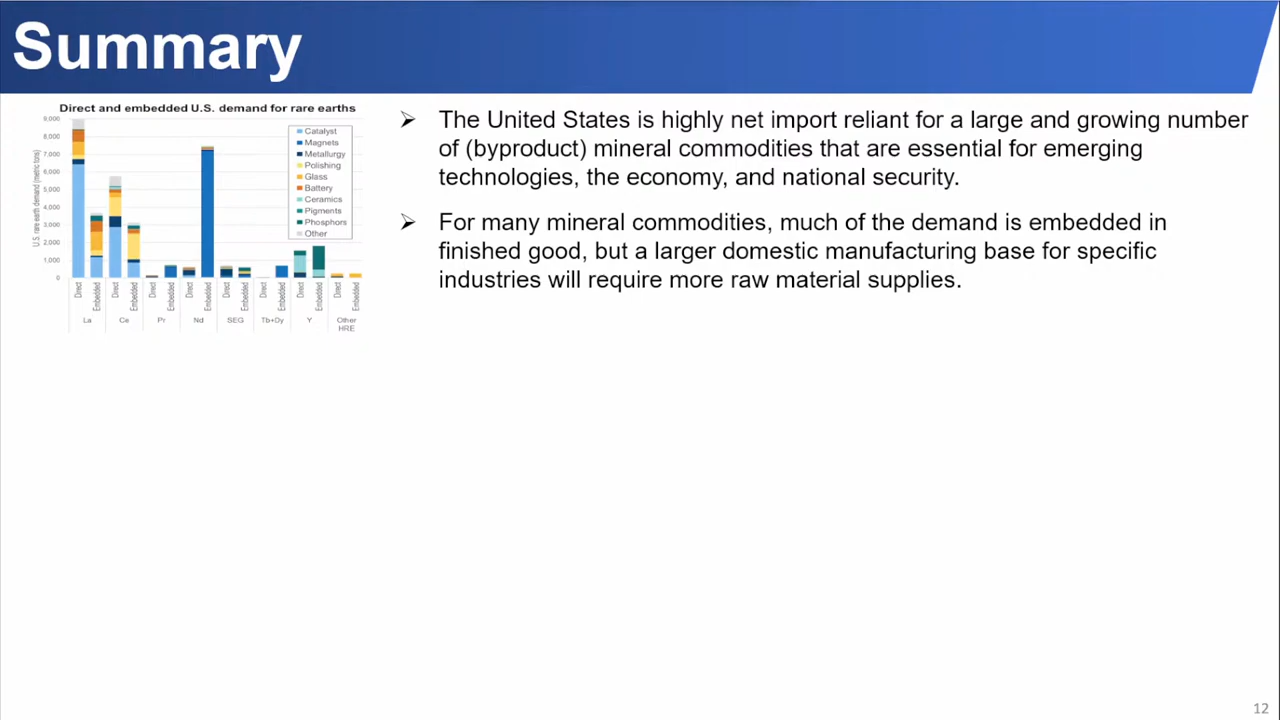 Summary
Direct and embedded U.S. demand for rare earths
U.S. rare earth demand (metric tons)
9,000
8,000
7,000
6,000
5,000
4,000
3,000
2,000
1,000
0
Catalyst
Magnets
Metallurgy
Polishing
Glass
Battery
Ceramics
Pigments
Phosphors
Other
Direct Embedded Direct Embedded Direct Embedded Direct Embedded Direct Embedded Direct Embedded Direct Embedded Direct Embedded
La Ce Pr Nd SEG Tb+Dy Y Other
HRE
➢ The United States is highly net import reliant for a large and growing number
of (byproduct) mineral commodities that are essential for emerging
technologies, the economy, and national security.
➢ For many mineral commodities, much of the demand is embedded in
finished good, but a larger domestic manufacturing base for specific
industries will require more raw material supplies.
12